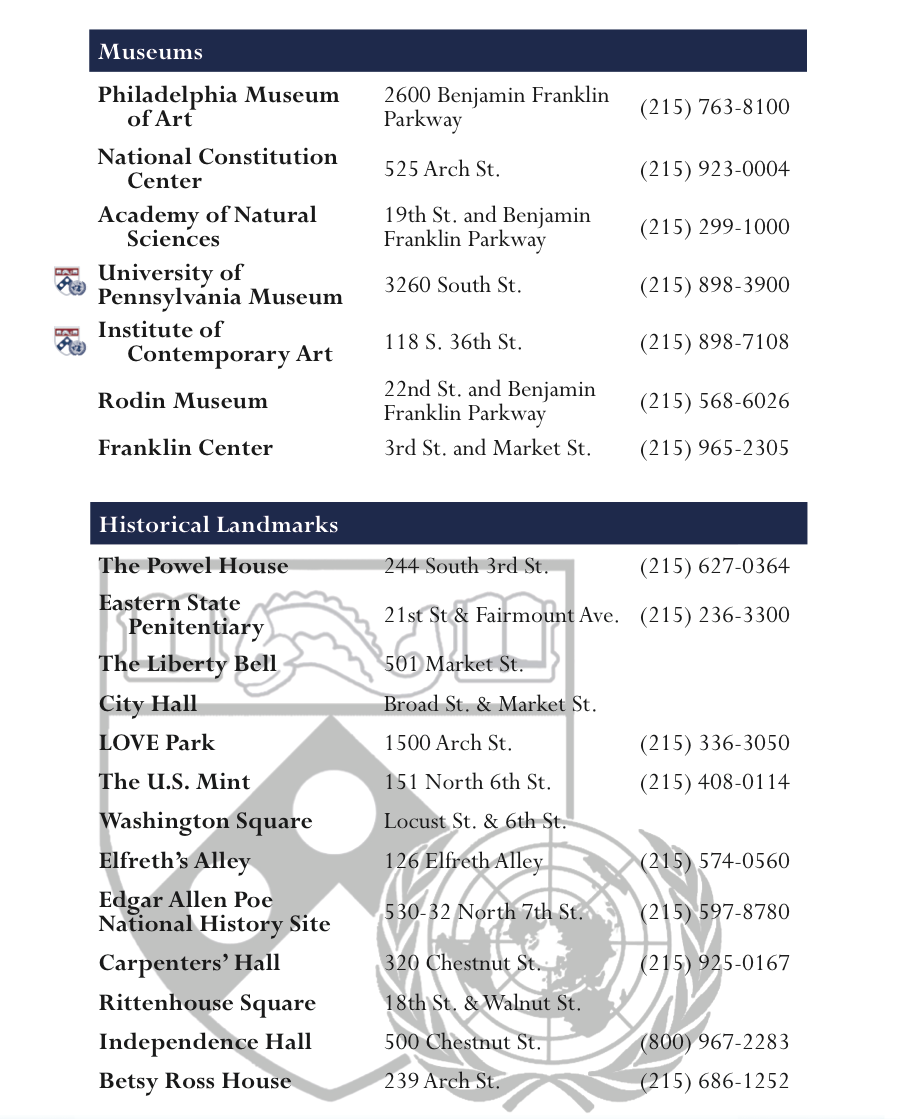 Museums
Philadelphia Museum of Art 2600 Benjamin Franklin Parkway (215) 763-8100
National Constitution Center 525 Arch St. (215) 923-0004
Academy of Natural Sciences 19th St. and Benjamin Franklin Parkway (215) 299-1000
University of Pennsylvania Museum 3260 South St. (215) 898-3900
Institute of Contemporary Art 118 S. 36th St. (215) 898-7108
Rodin Museum 22nd St. and Benjamin Franklin Parkway (215) 568-6026
Franklin Center 3rd St. and Market St. (215) 965-2305
Historical Landmarks
The Powel House 244 South 3rd St. (215) 627-0364
Eastern State Penitentiary 21st St & Fairmount Ave. (215) 236-3300
The Liberty Bell 501 Market St.
City Hall Broad St. & Market St.
LOVE Park 1500 Arch St. (215) 336-3050
The U.S. Mint 151 North 6th St. (215) 408-0114
Washington Square Locust St. & 6th St.
Elfreth's Alley 126 Elfreth Alley (215) 574-0560
Edgar Allen Poe National History Site 530-32 North 7th St. (215) 597-8780
Carpenters' Hall 320 Chestnut St. (215) 925-0167
Rittenhouse Square 18th St. & Walnut St.
Independence Hall 500 Chestnut St. (800) 967-2283
Betsy Ross House 239 Arch St. (215) 686-1252